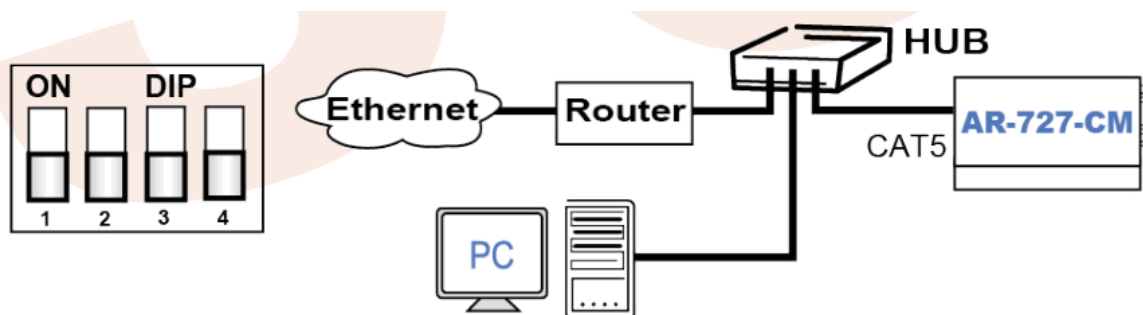 ON DIP
1 2 3 4
Ethernet
Router
HUB
CAT5
AR-727-CM
PC